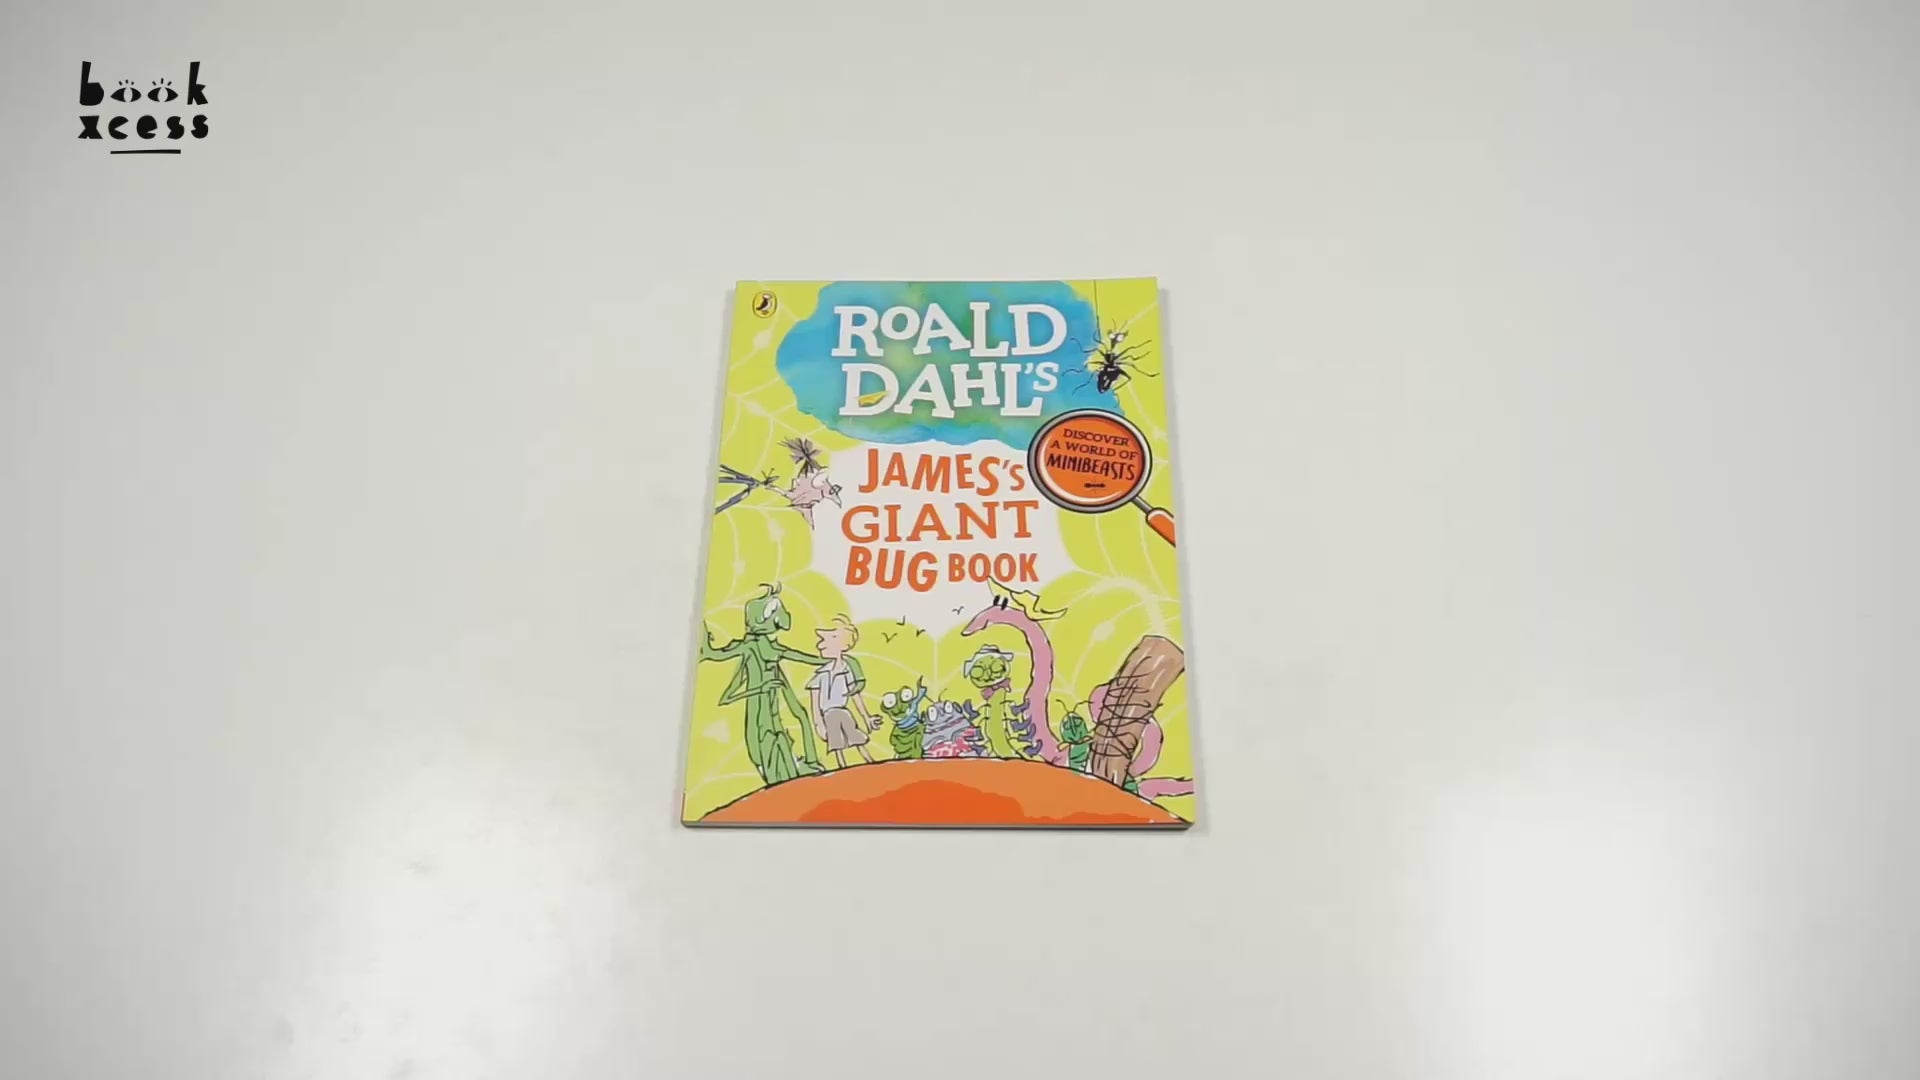 book
xcess
ROALD
DAHL'S
DISCOVER
A WORLD OF
MINIBEASTS
JAMES'S
GIANT
BUG BOOK